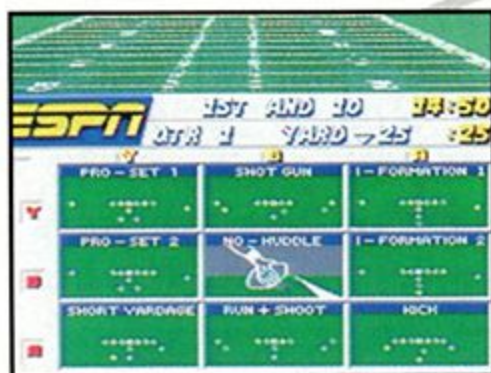 ESPN
1ST AND 10 14:50
QTR 1 YARD→25 :25
Y B A
PRO-SET 1 SHOT GUN I-FORMATION 1
Y
PRO-SET 2 NO-HUDDLE I-FORMATION 2
B
SHORT YARDAGE RUN + SHOOT KICK
A